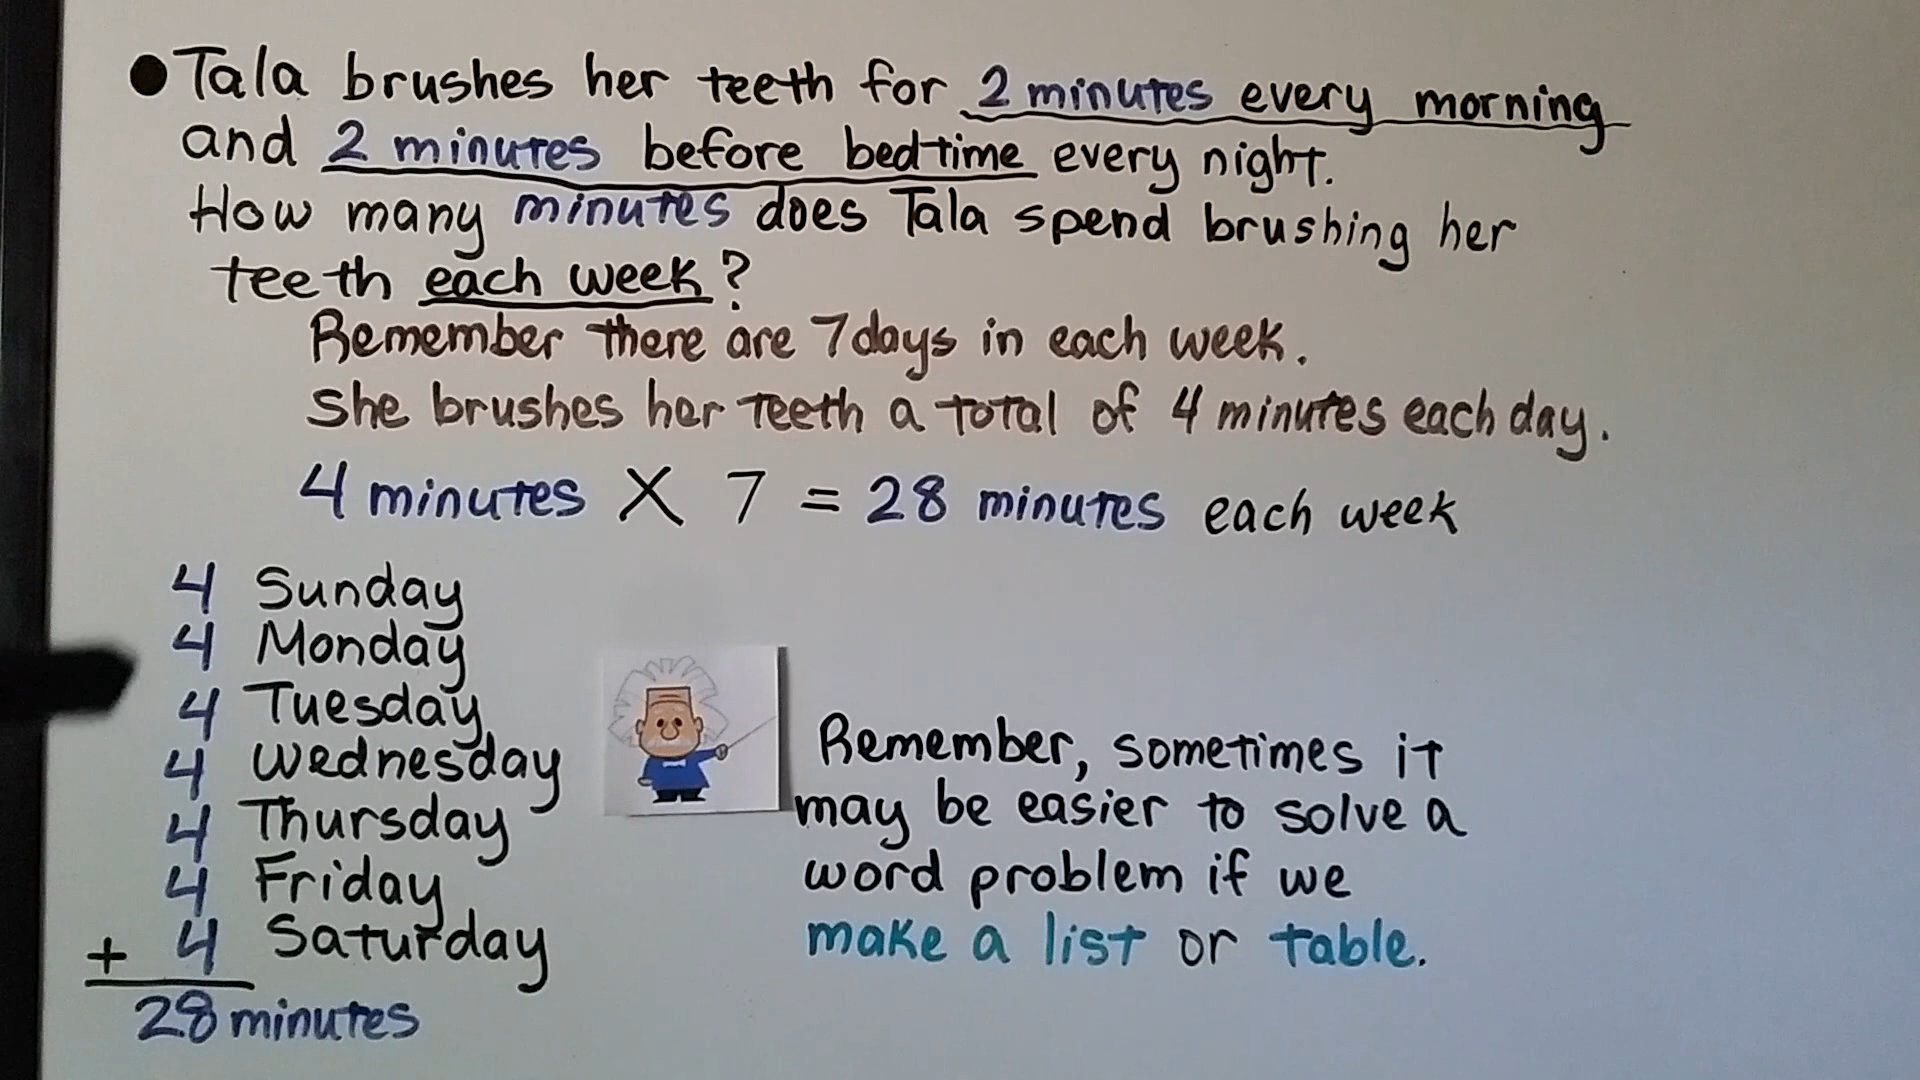 ● Tala brushes her teeth for 2 minutes every morning
and 2 minutes before bedtime every night.
How many minutes does Tala spend brushing her
teeth each week?
Remember there are 7 days in each week.
She brushes her teeth a total of 4 minutes each day.
4 minutes X 7 = 28 minutes each week
4 Sunday
4 Monday
4 Tuesday
4 Wednesday
4 Thursday
4 Friday
+ 4 Saturday
28 minutes
Remember, sometimes it
may be easier to solve a
word problem if we
make a list or table.